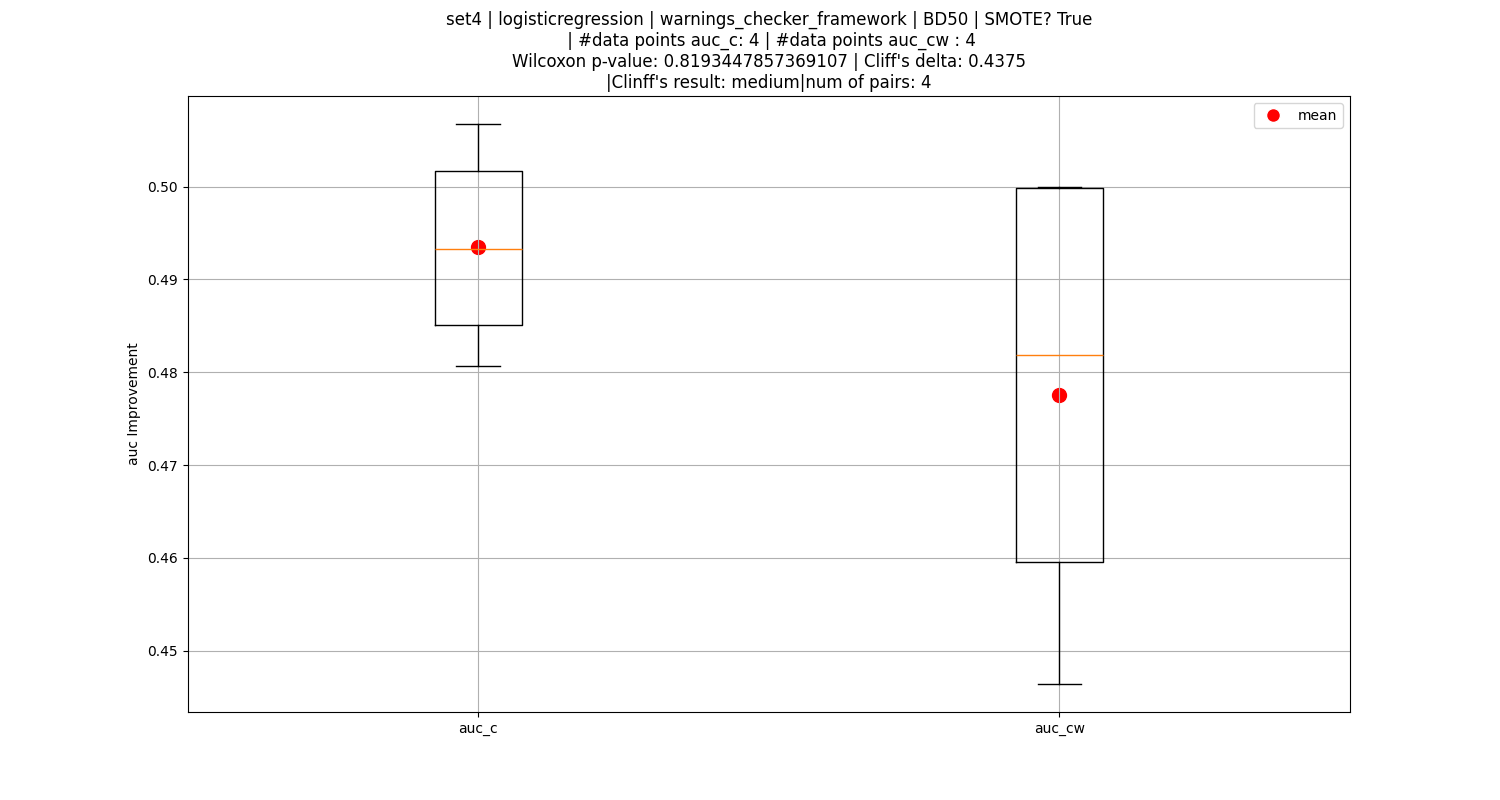 set4 | logisticregression | warnings_checker_framework | BD50 | SMOTE? True
| #data points auc_c: 4 | #data points auc_cw : 4
Wilcoxon p-value: 0.8193447857369107 | Cliff's delta: 0.4375
|Clinff's result: medium|num of pairs: 4
mean
0.50
0.49
0.48
0.47
0.46
0.45
auc Improvement
auc_c
auc_cw